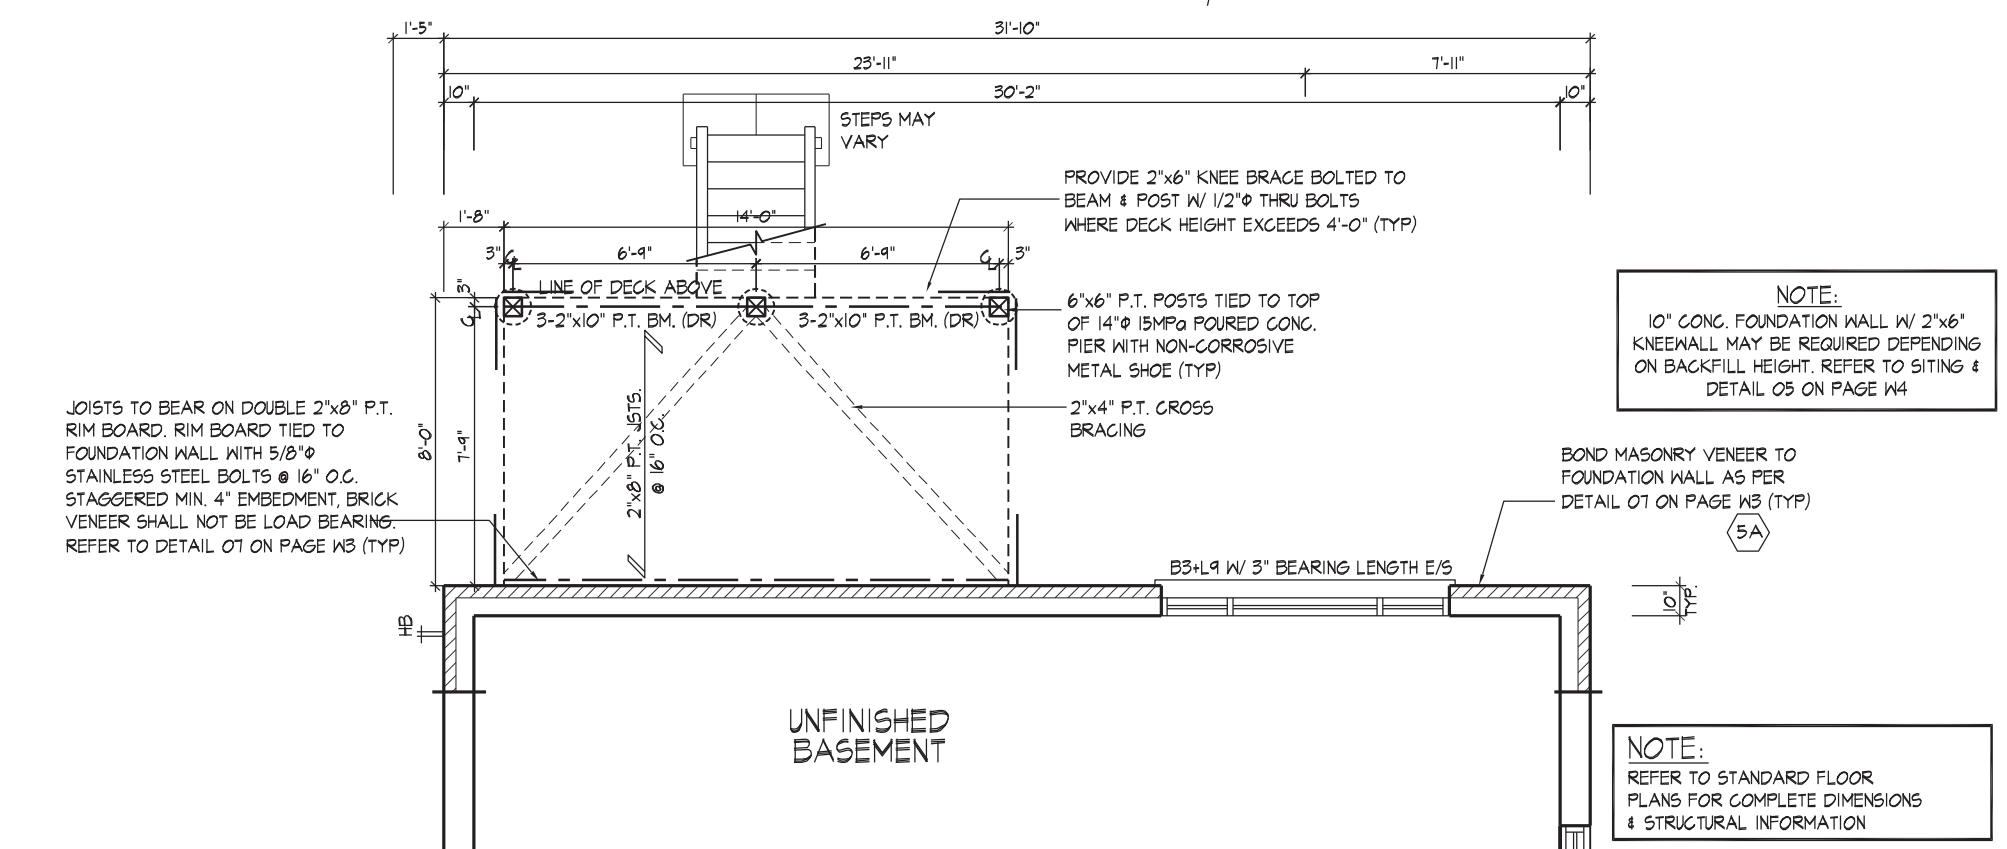 1'-5"
31'-10"
23'-11"
7'-11"
10"
30'-2"
10"
STEPS MAY
VARY
PROVIDE 2"x6" KNEE BRACE BOLTED TO
BEAM & POST W/ 1/2"Φ THRU BOLTS
WHERE DECK HEIGHT EXCEEDS 4'-0" (TYP)
1'-8"
14'-0"
3"
CL
6'-9"
6'-9"
CL
3"
3"
CL
LINE OF DECK ABOVE
3-2"x10" P.T. BM. (DR)
3-2"x10" P.T. BM. (DR)
6"x6" P.T. POSTS TIED TO TOP
OF 14"Φ 15MPa POURED CONC.
PIER WITH NON-CORROSIVE
METAL SHOE (TYP)
2"x4" P.T. CROSS
BRACING
NOTE:
10" CONC. FOUNDATION WALL W/ 2"x6"
KNEEWALL MAY BE REQUIRED DEPENDING
ON BACKFILL HEIGHT. REFER TO SITING &
DETAIL 05 ON PAGE W4
JOISTS TO BEAR ON DOUBLE 2"x8" P.T.
RIM BOARD. RIM BOARD TIED TO
FOUNDATION WALL WITH 5/8"Φ
STAINLESS STEEL BOLTS @ 16" O.C.
STAGGERED MIN. 4" EMBEDMENT, BRICK
VENEER SHALL NOT BE LOAD BEARING.
REFER TO DETAIL 07 ON PAGE W3 (TYP)
8'-0"
7'-9"
2"x8" P.T. JSTS.
@ 16" O.C.
BOND MASONRY VENEER TO
FOUNDATION WALL AS PER
DETAIL 07 ON PAGE W3 (TYP)
5A
B3+L9 W/ 3" BEARING LENGTH E/S
10"
TYP.
HB
UNFINISHED
BASEMENT
NOTE:
REFER TO STANDARD FLOOR
PLANS FOR COMPLETE DIMENSIONS
& STRUCTURAL INFORMATION